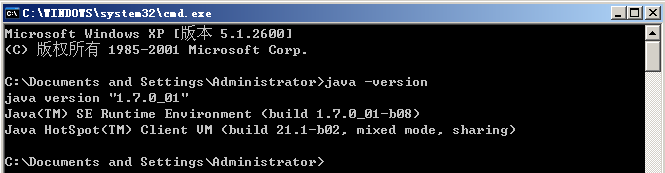 C:\WINDOWS\system32\cmd.exe
Microsoft Windows XP [版本 5.1.2600]
(C) 版权所有 1985-2001 Microsoft Corp.
C:\Documents and Settings\Administrator>java -version
java version "1.7.0_01"
Java(TM) SE Runtime Environment (build 1.7.0_01-b08)
Java HotSpot(TM) Client VM (build 21.1-b02, mixed mode, sharing)
C:\Documents and Settings\Administrator>